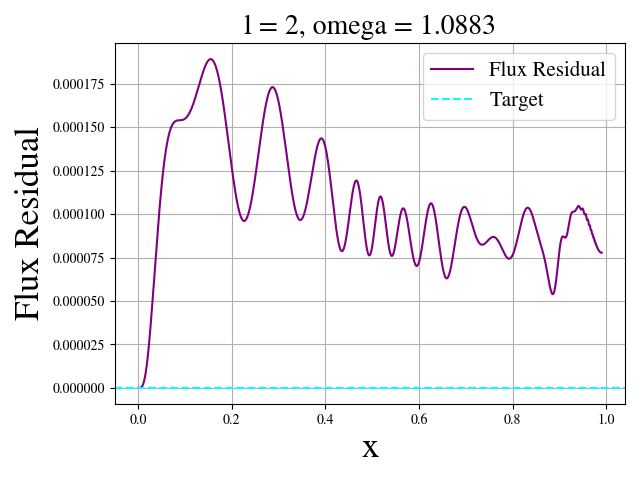 l = 2, omega = 1.0883
Flux Residual
Target
Flux Residual
0.000175
0.000150
0.000125
0.000100
0.000075
0.000050
0.000025
0.000000
0.0 0.2 0.4 0.6 0.8 1.0
x